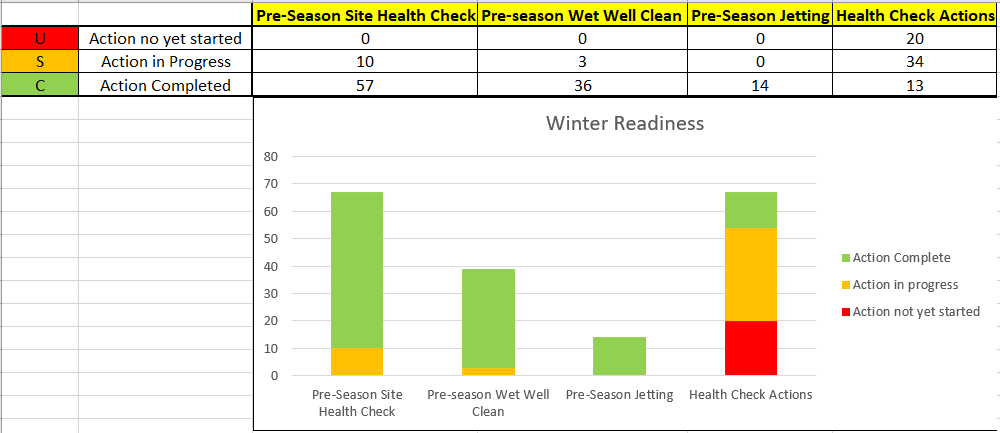 Pre-Season Site Health Check Pre-season Wet Well Clean Pre-Season Jetting Health Check Actions
U Action no yet started 0 0 0 20
S Action in Progress 10 3 0 34
C Action Completed 57 36 14 13
Winter Readiness
80
70
60
50
40
30
20
10
0
Pre-Season Site Health Check
Pre-season Wet Well Clean
Pre-Season Jetting
Health Check Actions
Action Complete
Action in progress
Action not yet started